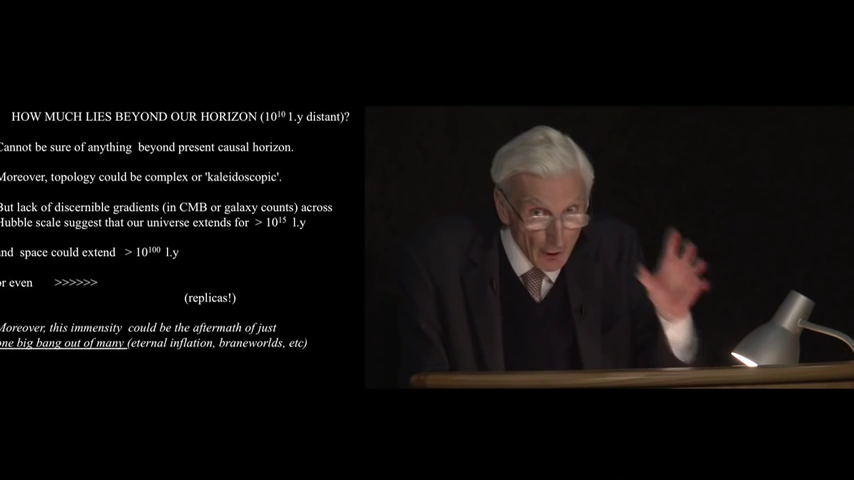 HOW MUCH LIES BEYOND OUR HORIZON (10¹⁰ l.y distant)?
Cannot be sure of anything beyond present causal horizon.
Moreover, topology could be complex or 'kaleidoscopic'.
But lack of discernible gradients (in CMB or galaxy counts) across
Hubble scale suggest that our universe extends for > 10¹⁵ l.y
and space could extend > 10¹⁰⁰ l.y
or even >>>>>>
(replicas!)
Moreover, this immensity could be the aftermath of just
one big bang out of many (eternal inflation, braneworlds, etc)